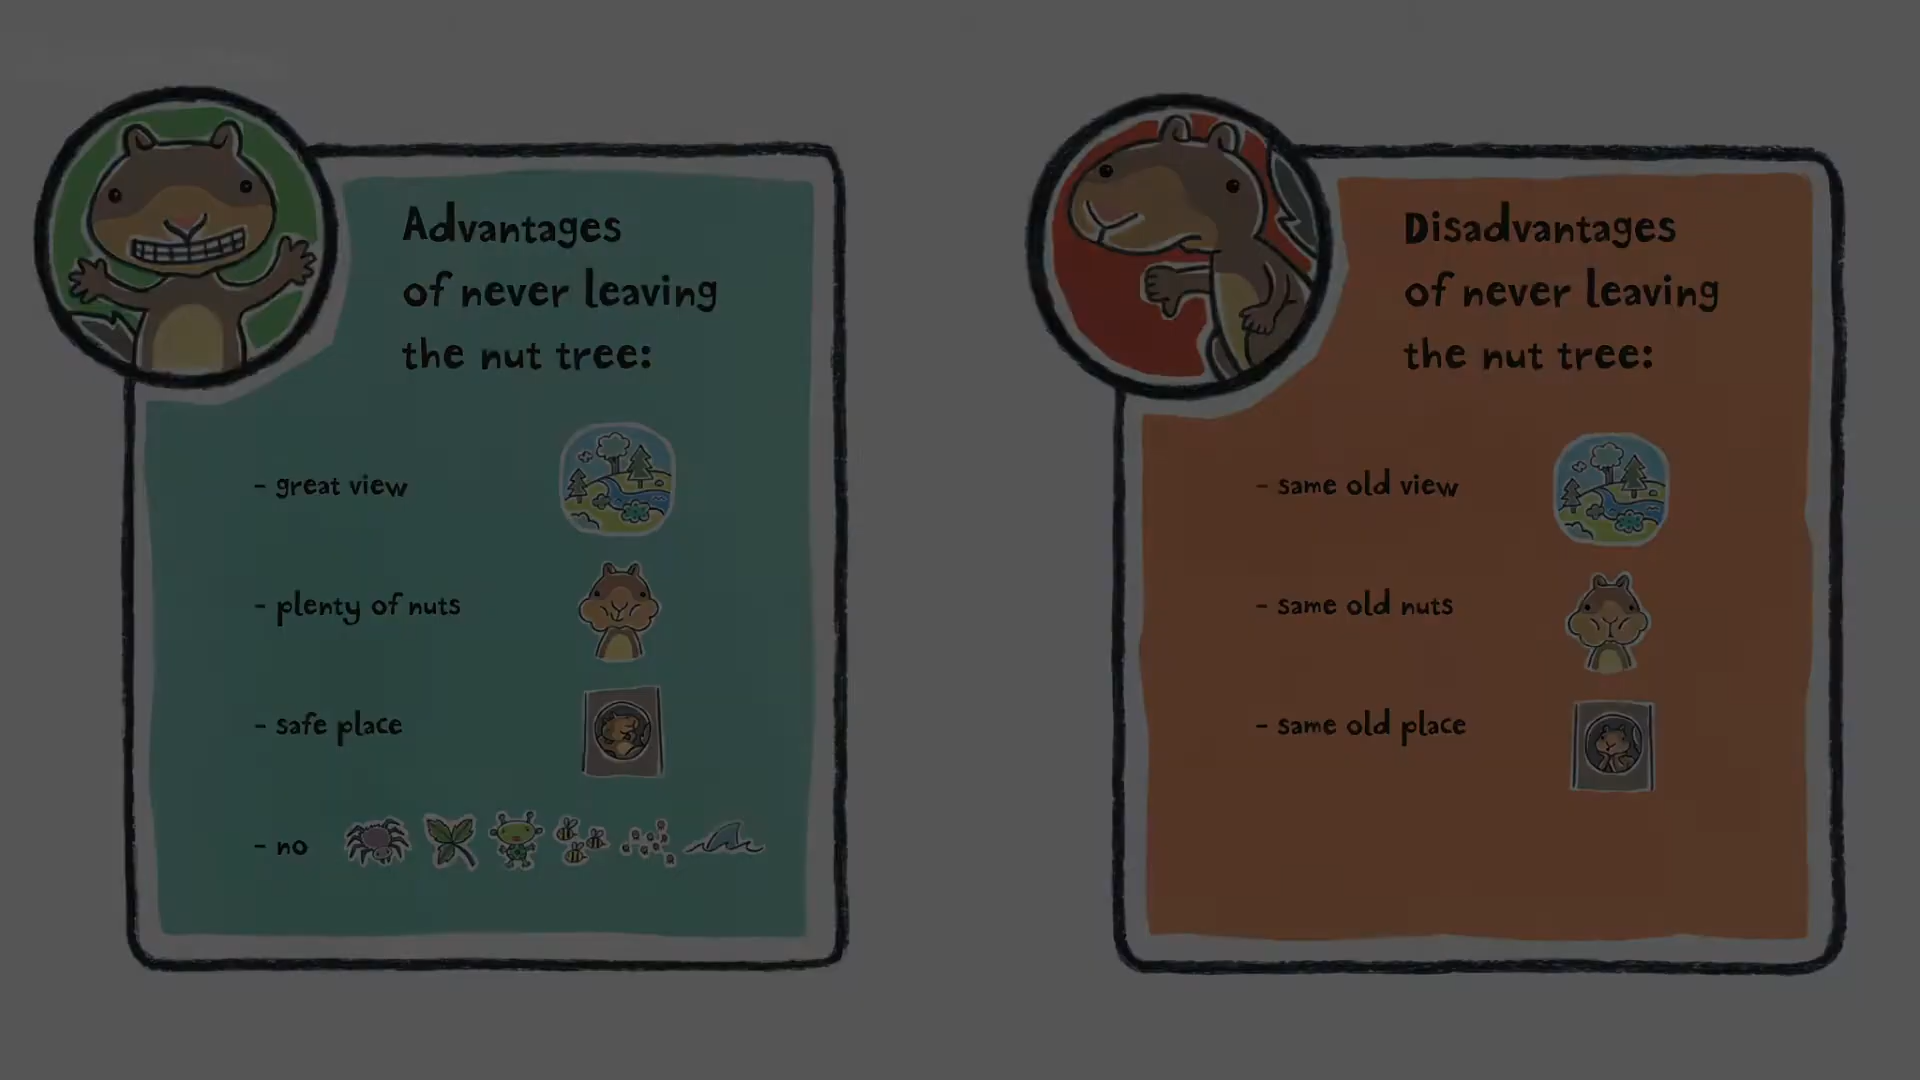 Advantages
of never leaving
the nut tree:
- great view
- plenty of nuts
- safe place
- no
Disadvantages
of never leaving
the nut tree:
- same old view
- same old nuts
- same old place